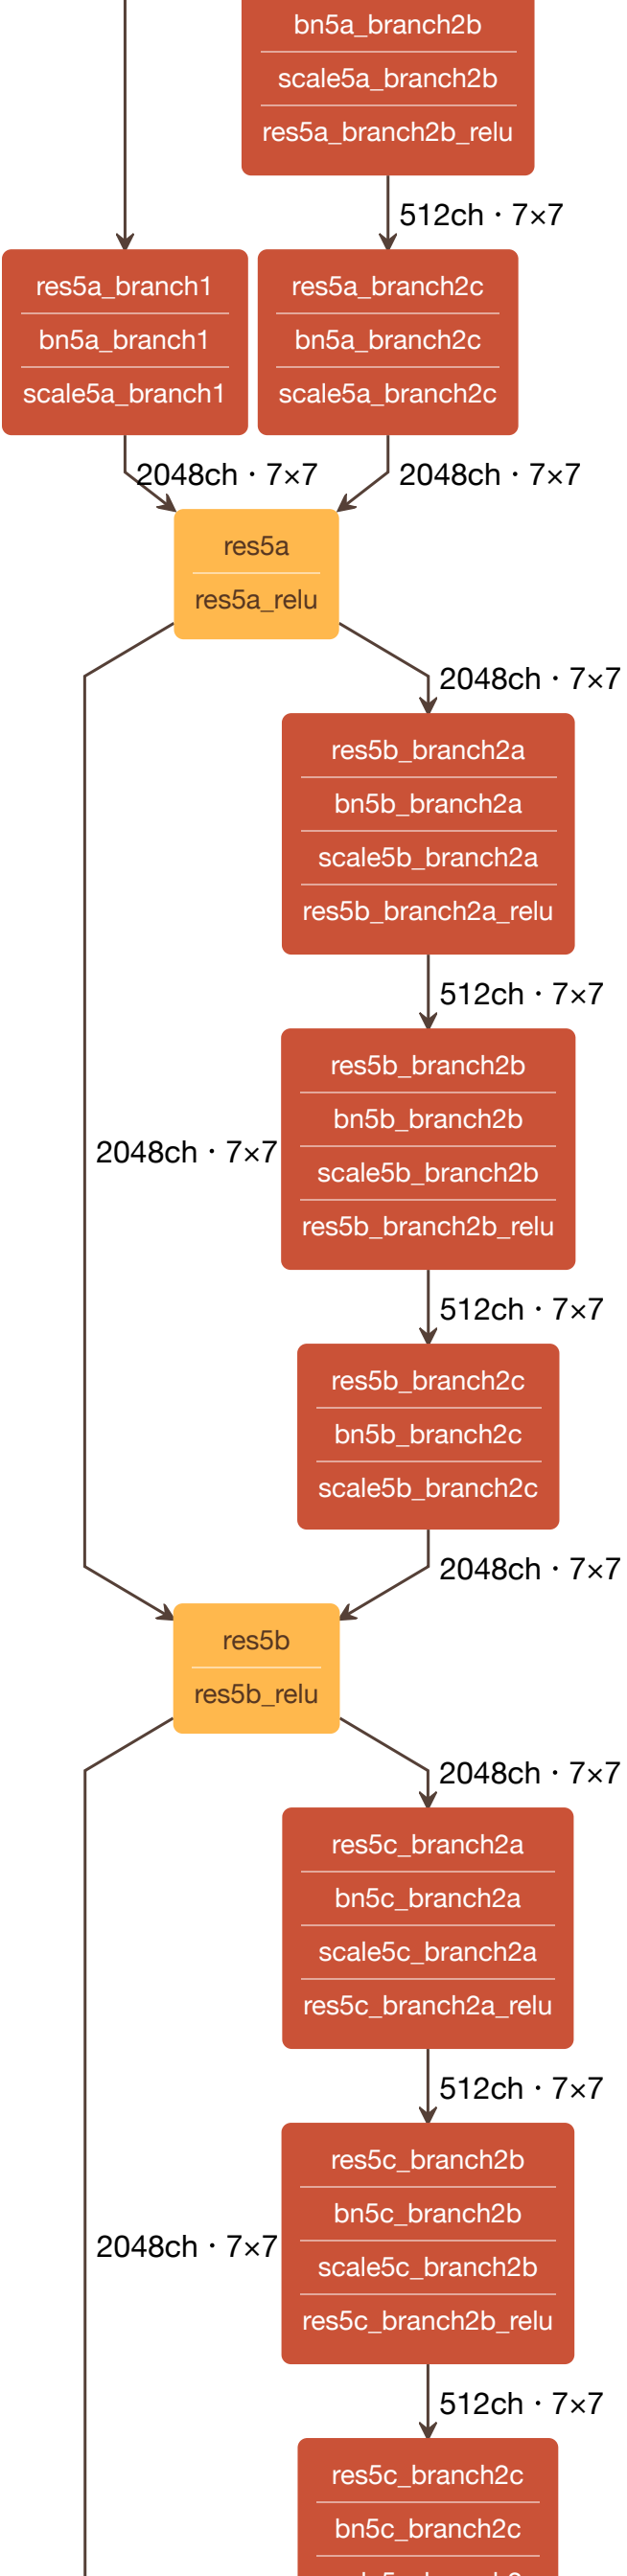 bn5a_branch2b
scale5a_branch2b
res5a_branch2b_relu
512ch · 7×7
res5a_branch1
bn5a_branch1
scale5a_branch1
res5a_branch2c
bn5a_branch2c
scale5a_branch2c
2048ch · 7×7
2048ch · 7×7
res5a
res5a_relu
2048ch · 7×7
res5b_branch2a
bn5b_branch2a
scale5b_branch2a
res5b_branch2a_relu
512ch · 7×7
res5b_branch2b
bn5b_branch2b
2048ch · 7×7
scale5b_branch2b
res5b_branch2b_relu
512ch · 7×7
res5b_branch2c
bn5b_branch2c
scale5b_branch2c
2048ch · 7×7
res5b
res5b_relu
2048ch · 7×7
res5c_branch2a
bn5c_branch2a
scale5c_branch2a
res5c_branch2a_relu
512ch · 7×7
res5c_branch2b
bn5c_branch2b
2048ch · 7×7
scale5c_branch2b
res5c_branch2b_relu
512ch · 7×7
res5c_branch2c
bn5c_branch2c